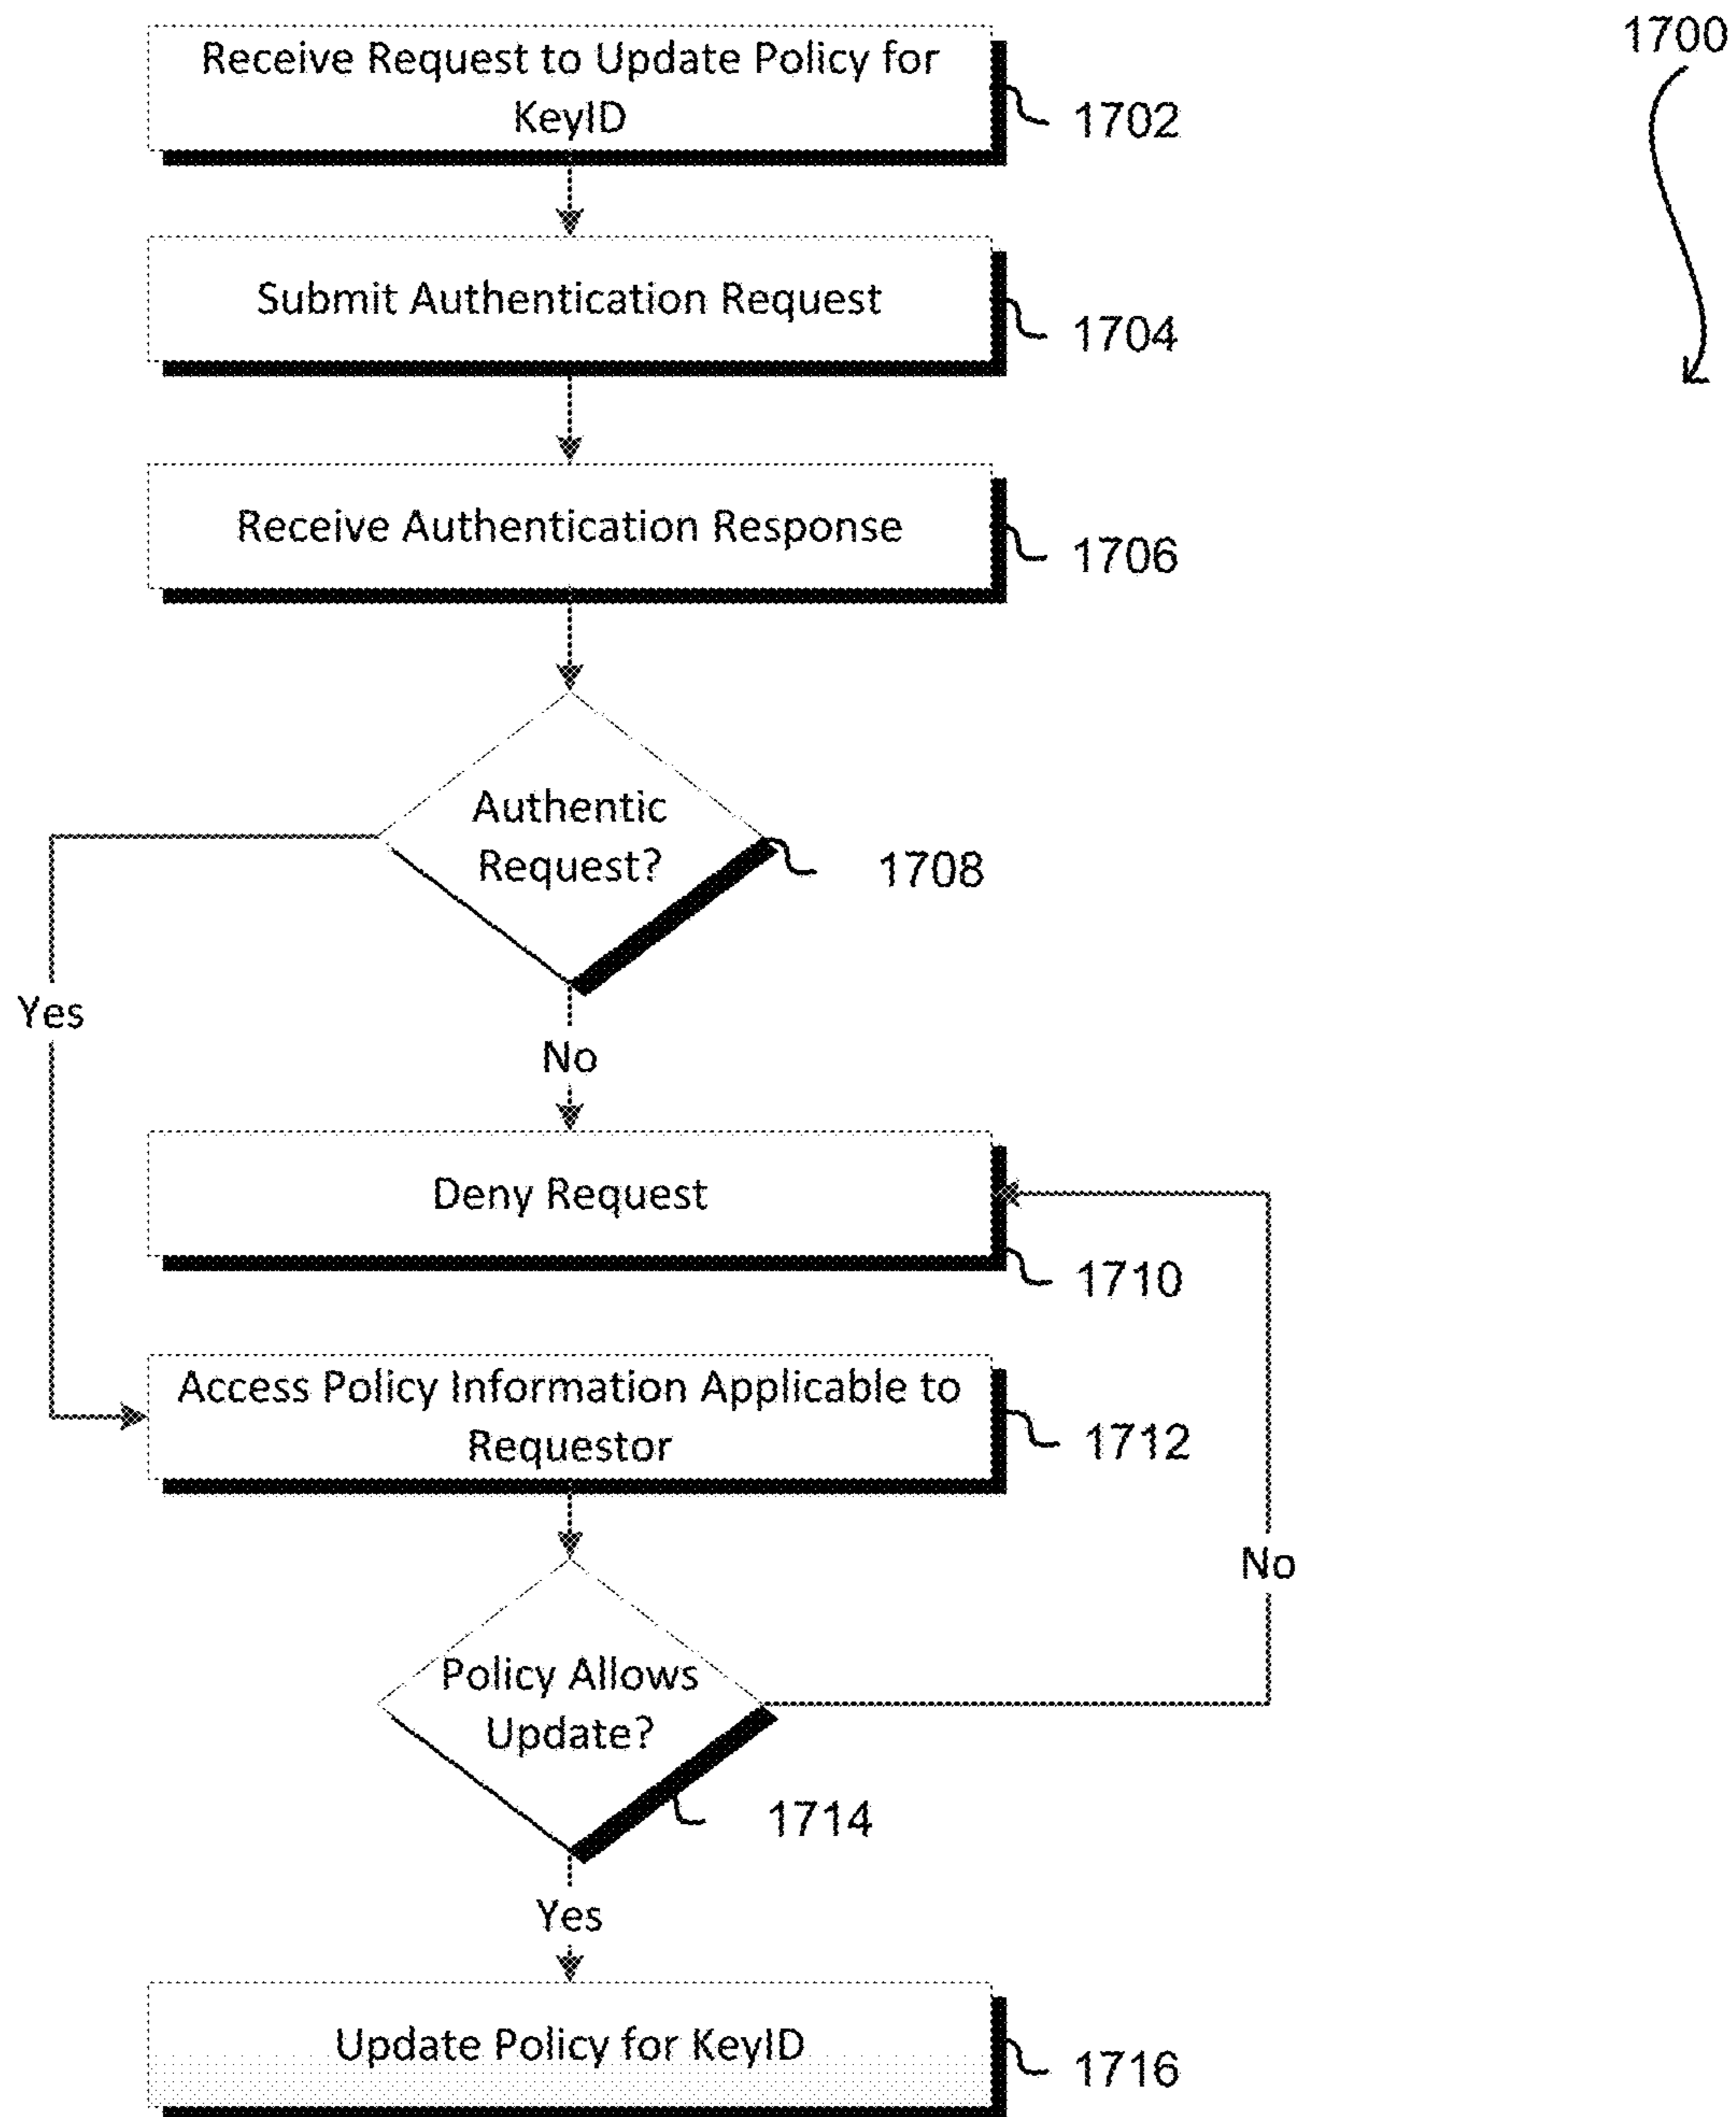 1700
Receive Request to Update Policy for
KeyID
1702
Submit Authentication Request
1704
Receive Authentication Response
1706
Authentic
Request?
1708
Yes
No
Deny Request
1710
Access Policy Information Applicable to
Requestor
1712
No
Policy Allows
Update?
1714
Yes
Update Policy for KeyID
1716